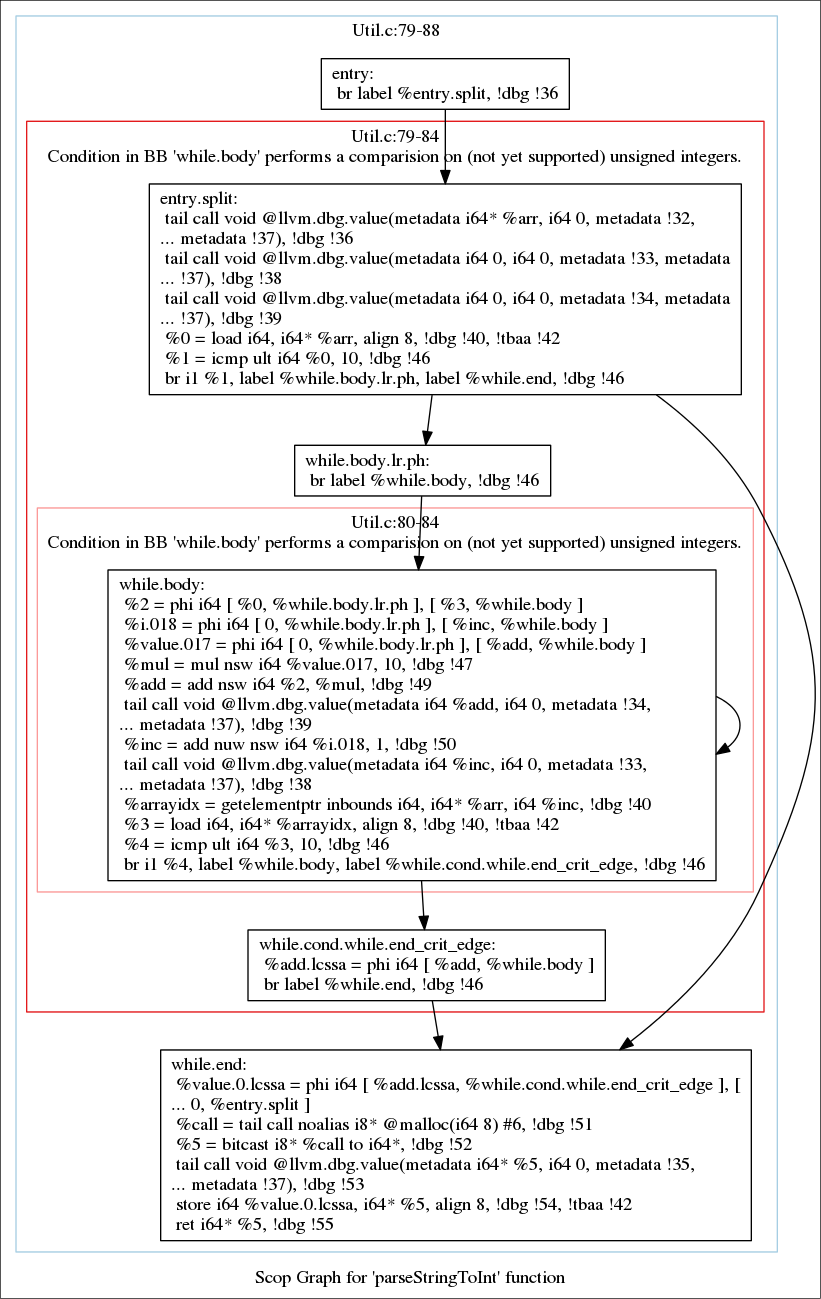 Util.c:79-88
entry:
br label %entry.split, !dbg !36
Util.c:79-84
Condition in BB 'while.body' performs a comparision on (not yet supported) unsigned integers.
entry.split:
tail call void @llvm.dbg.value(metadata i64* %arr, i64 0, metadata !32,
... metadata !37), !dbg !36
tail call void @llvm.dbg.value(metadata i64 0, i64 0, metadata !33, metadata
... !37), !dbg !38
tail call void @llvm.dbg.value(metadata i64 0, i64 0, metadata !34, metadata
... !37), !dbg !39
%0 = load i64, i64* %arr, align 8, !dbg !40, !tbaa !42
%1 = icmp ult i64 %0, 10, !dbg !46
br i1 %1, label %while.body.lr.ph, label %while.end, !dbg !46
while.body.lr.ph:
br label %while.body, !dbg !46
Util.c:80-84
Condition in BB 'while.body' performs a comparision on (not yet supported) unsigned integers.
while.body:
%2 = phi i64 [ %0, %while.body.lr.ph ], [ %3, %while.body ]
%i.018 = phi i64 [ 0, %while.body.lr.ph ], [ %inc, %while.body ]
%value.017 = phi i64 [ 0, %while.body.lr.ph ], [ %add, %while.body ]
%mul = mul nsw i64 %value.017, 10, !dbg !47
%add = add nsw i64 %2, %mul, !dbg !49
tail call void @llvm.dbg.value(metadata i64 %add, i64 0, metadata !34,
... metadata !37), !dbg !39
%inc = add nuw nsw i64 %i.018, 1, !dbg !50
tail call void @llvm.dbg.value(metadata i64 %inc, i64 0, metadata !33,
... metadata !37), !dbg !38
%arrayidx = getelementptr inbounds i64, i64* %arr, i64 %inc, !dbg !40
%3 = load i64, i64* %arrayidx, align 8, !dbg !40, !tbaa !42
%4 = icmp ult i64 %3, 10, !dbg !46
br i1 %4, label %while.body, label %while.cond.while.end_crit_edge, !dbg !46
while.cond.while.end_crit_edge:
%add.lcssa = phi i64 [ %add, %while.body ]
br label %while.end, !dbg !46
while.end:
%value.0.lcssa = phi i64 [ %add.lcssa, %while.cond.while.end_crit_edge ], [
... 0, %entry.split ]
%call = tail call noalias i8* @malloc(i64 8) #6, !dbg !51
%5 = bitcast i8* %call to i64*, !dbg !52
tail call void @llvm.dbg.value(metadata i64* %5, i64 0, metadata !35,
... metadata !37), !dbg !53
store i64 %value.0.lcssa, i64* %5, align 8, !dbg !54, !tbaa !42
ret i64* %5, !dbg !55
Scop Graph for 'parseStringToInt' function